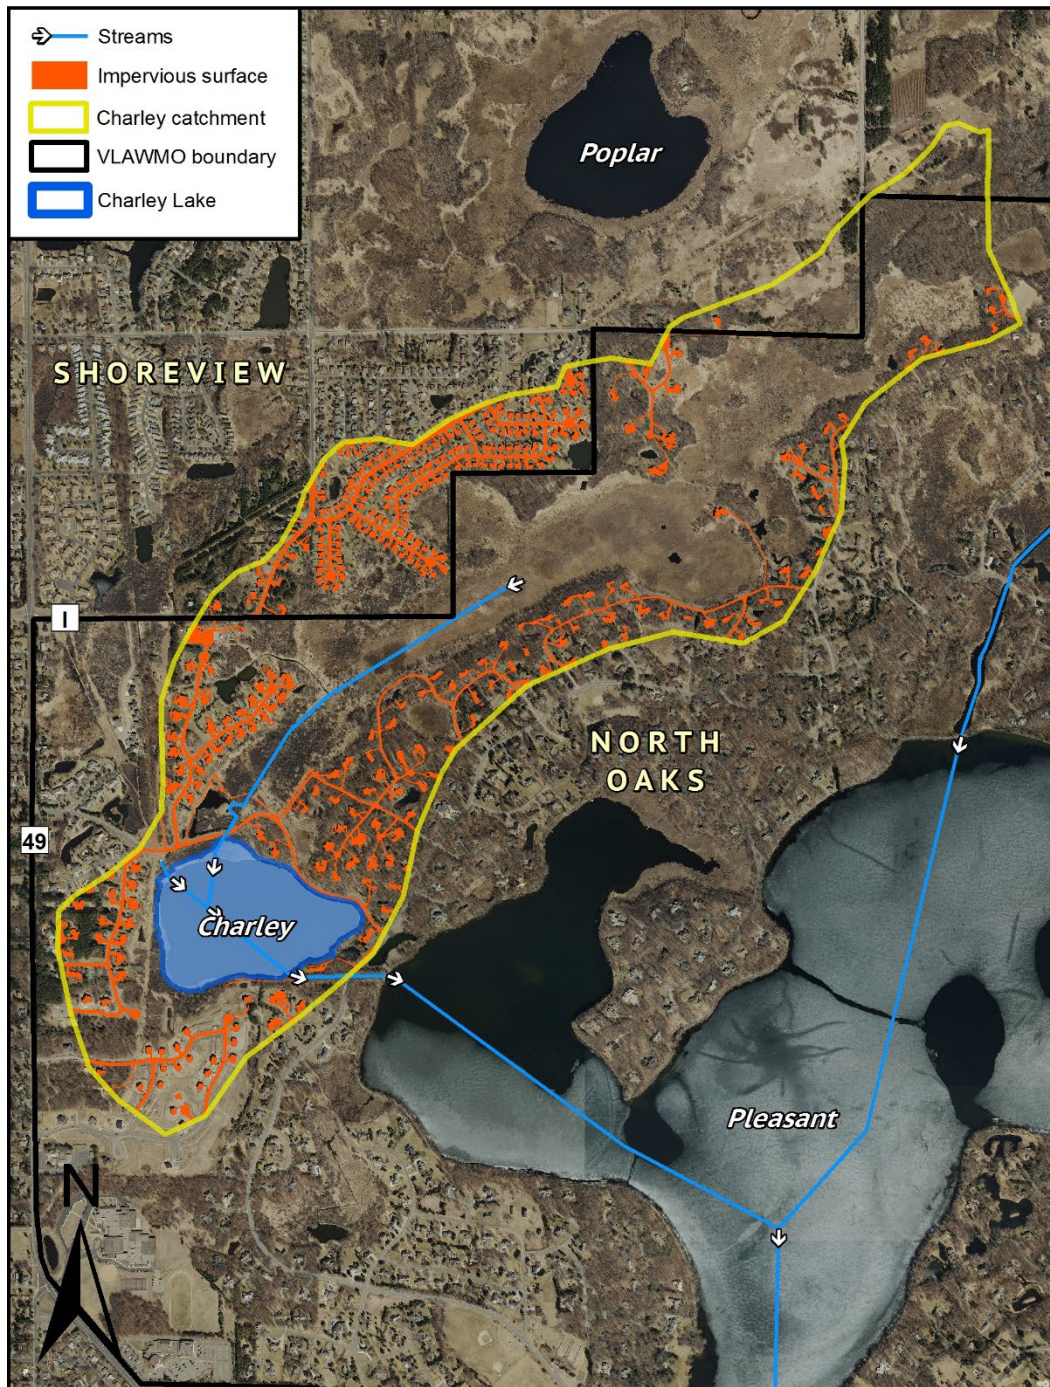 Streams
Impervious surface
Charley catchment
VLAWMO boundary
Charley Lake
Poplar
SHOREVIEW
I
NORTH
OAKS
49
Charley
Pleasant
N